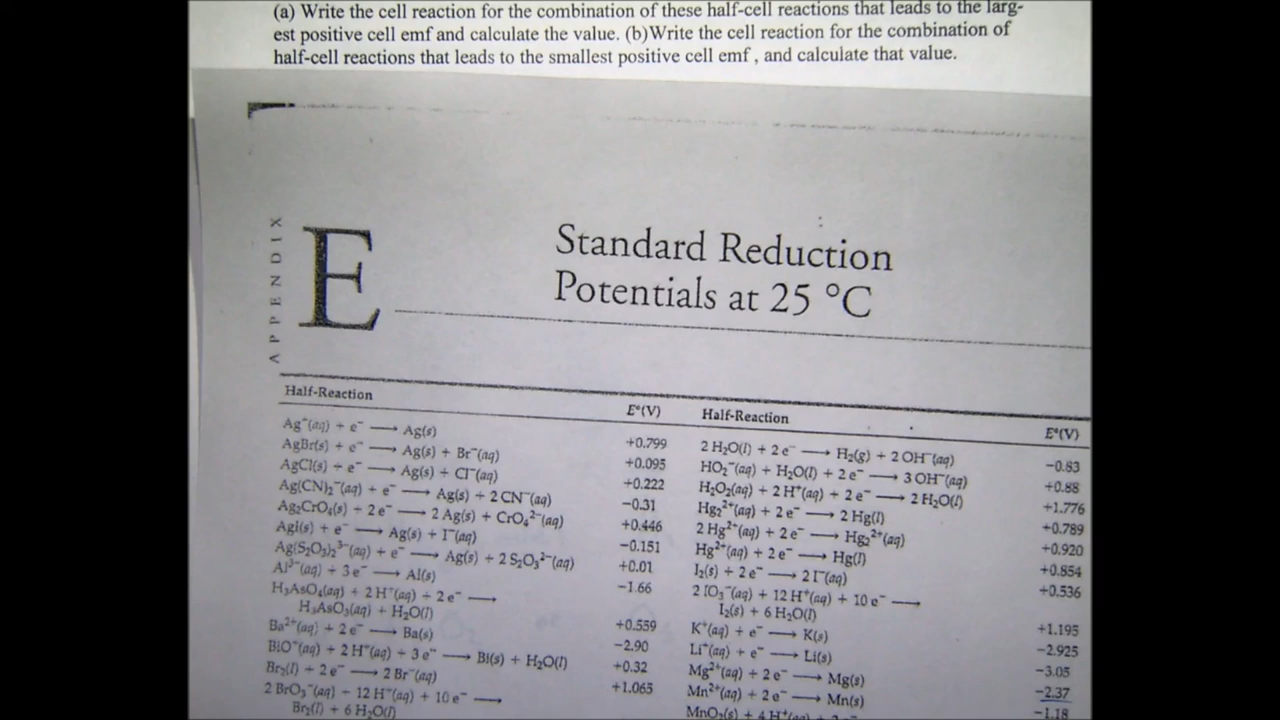 (a) Write the cell reaction for the combination of these half-cell reactions that leads to the larg-
est positive cell emf and calculate the value. (b)Write the cell reaction for the combination of
half-cell reactions that leads to the smallest positive cell emf , and calculate that value.
APPENDIX
E
Standard Reduction
Potentials at 25 °C
Half-Reaction E°(V)
Ag⁺(aq) + e⁻ ⟶ Ag(s) +0.799
AgBr(s) + e⁻ ⟶ Ag(s) + Br⁻(aq) +0.095
AgCl(s) + e⁻ ⟶ Ag(s) + Cl⁻(aq) +0.222
Ag(CN)₂⁻(aq) + e⁻ ⟶ Ag(s) + 2 CN⁻(aq) -0.31
Ag₂CrO₄(s) + 2 e⁻ ⟶ 2 Ag(s) + CrO₄²⁻(aq) +0.446
AgI(s) + e⁻ ⟶ Ag(s) + I⁻(aq) -0.151
Ag(S₂O₃)₂³⁻(aq) + e⁻ ⟶ Ag(s) + 2 S₂O₃²⁻(aq) +0.01
Al³⁺(aq) + 3 e⁻ ⟶ Al(s) -1.66
H₃AsO₄(aq) + 2 H⁺(aq) + 2 e⁻ ⟶
H₃AsO₃(aq) + H₂O(l) +0.559
Ba²⁺(aq) + 2 e⁻ ⟶ Ba(s) -2.90
BiO⁺(aq) + 2 H⁺(aq) + 3 e⁻ ⟶ Bi(s) + H₂O(l) +0.32
Br₂(l) + 2 e⁻ ⟶ 2 Br⁻(aq) +1.065
2 BrO₃⁻(aq) + 12 H⁺(aq) + 10 e⁻ ⟶
Br₂(l) + 6 H₂O(l)
Half-Reaction E°(V)
2 H₂O(l) + 2 e⁻ ⟶ H₂(g) + 2 OH⁻(aq) -0.83
HO₂⁻(aq) + H₂O(l) + 2 e⁻ ⟶ 3 OH⁻(aq) +0.88
H₂O₂(aq) + 2 H⁺(aq) + 2 e⁻ ⟶ 2 H₂O(l) +1.776
Hg₂²⁺(aq) + 2 e⁻ ⟶ 2 Hg(l) +0.789
2 Hg²⁺(aq) + 2 e⁻ ⟶ Hg₂²⁺(aq) +0.920
Hg²⁺(aq) + 2 e⁻ ⟶ Hg(l) +0.854
I₂(s) + 2 e⁻ ⟶ 2 I⁻(aq) +0.536
2 IO₃⁻(aq) + 12 H⁺(aq) + 10 e⁻ ⟶
I₂(s) + 6 H₂O(l) +1.195
K⁺(aq) + e⁻ ⟶ K(s) -2.925
Li⁺(aq) + e⁻ ⟶ Li(s) -3.05
Mg²⁺(aq) + 2 e⁻ ⟶ Mg(s) -2.37
Mn²⁺(aq) + 2 e⁻ ⟶ Mn(s) -1.18
MnO₂(s) + 4 H⁺(aq) +